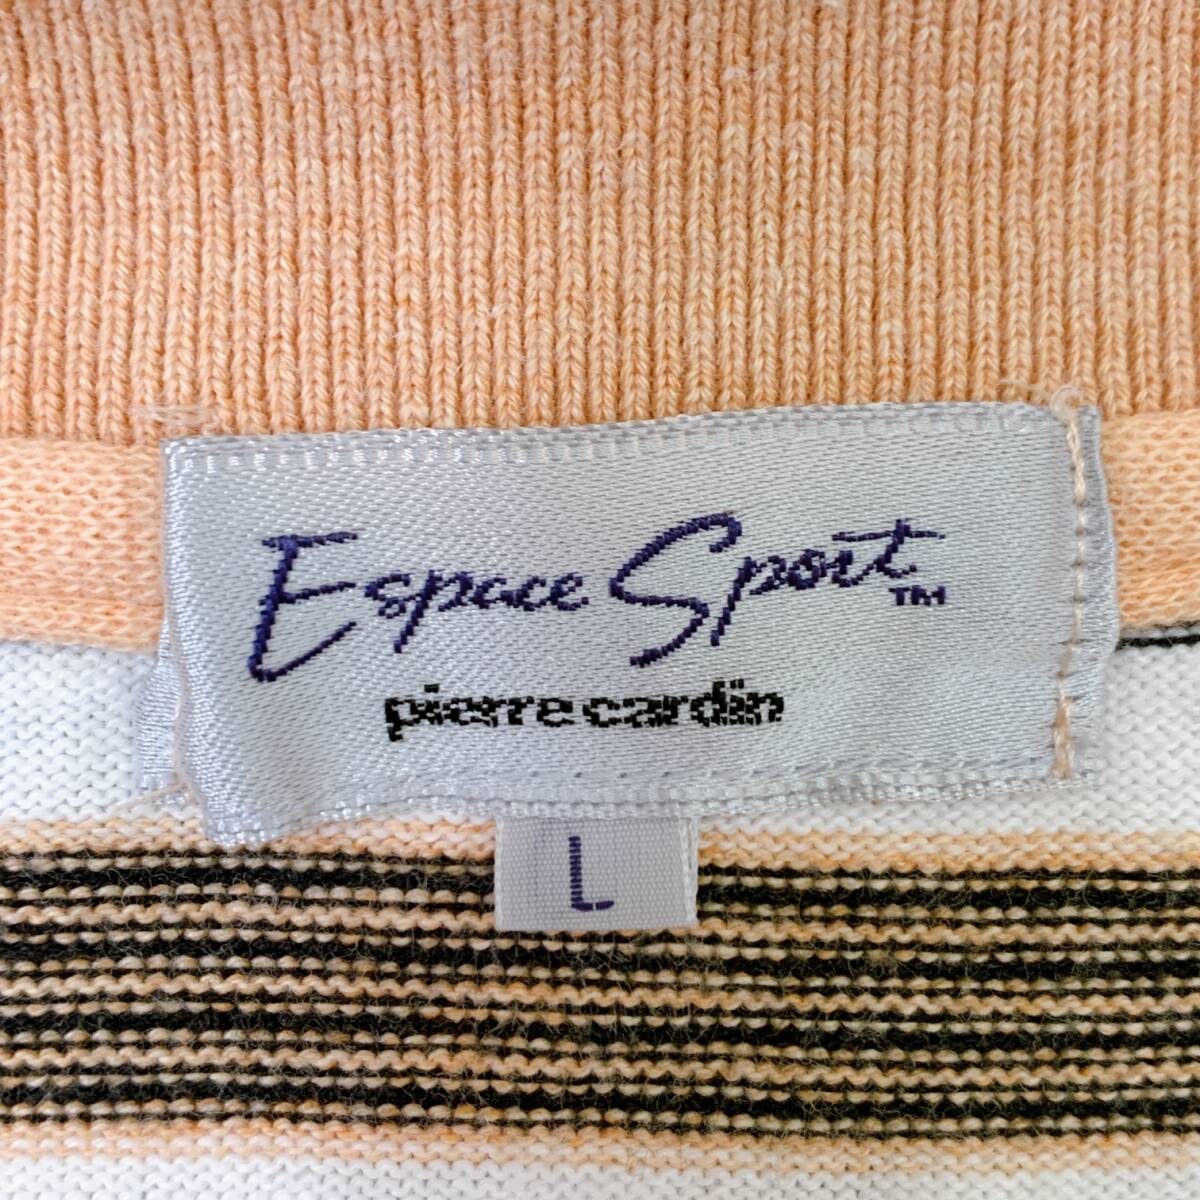 Espace Sport™
pierre cardin
L